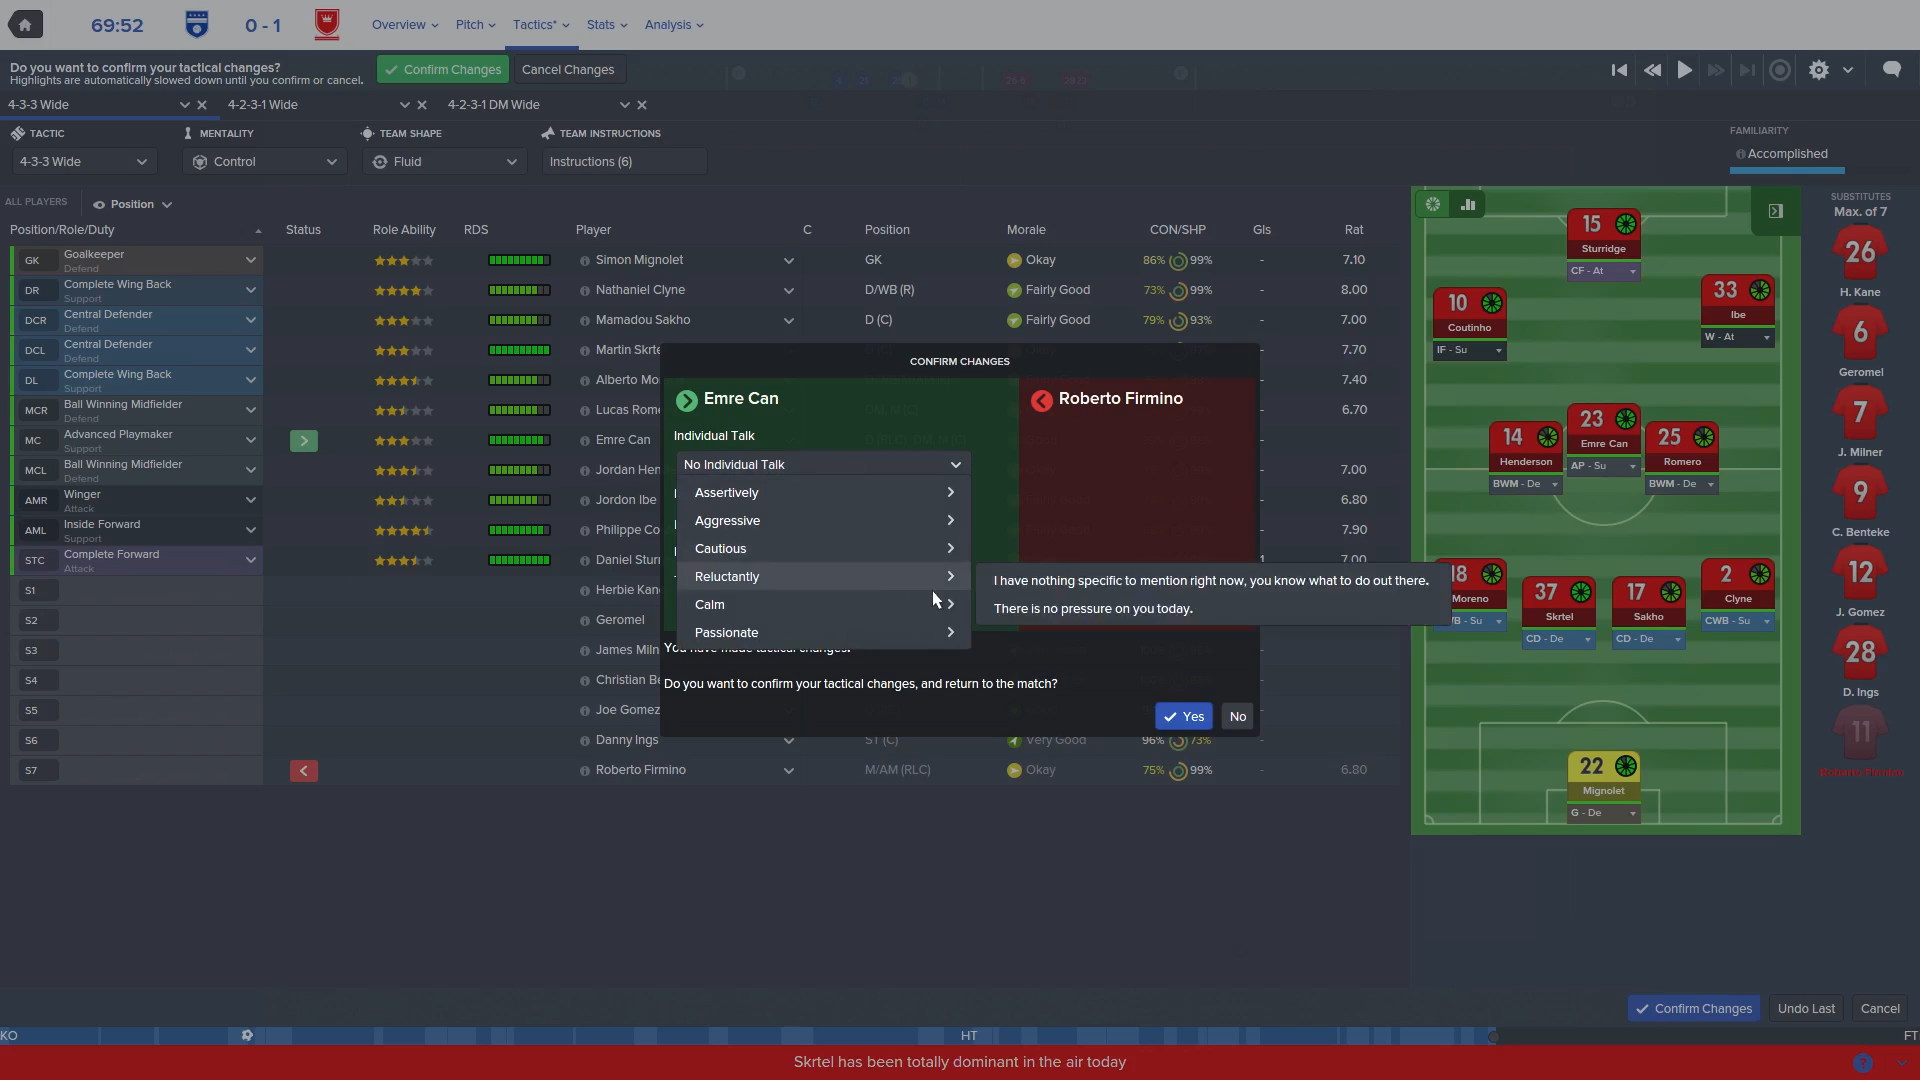 69:52
0 - 1
Overview
Pitch
Tactics*
Stats
Analysis
Do you want to confirm your tactical changes?
Highlights are automatically slowed down until you confirm or cancel.
Confirm Changes
Cancel Changes
4-3-3 Wide
4-2-3-1 Wide
4-2-3-1 DM Wide
TACTIC
MENTALITY
TEAM SHAPE
TEAM INSTRUCTIONS
4-3-3 Wide
Control
Fluid
Instructions (6)
FAMILIARITY
Accomplished
ALL PLAYERS
Position
Position/Role/Duty
Status
Role Ability
RDS
Player
C
Position
Morale
CON/SHP
Gls
Rat
GK Goalkeeper Defend Simon Mignolet GK Okay 86% 99% - 7.10
DR Complete Wing Back Support Nathaniel Clyne D/WB (R) Fairly Good 73% 99% - 8.00
DCR Central Defender Defend Mamadou Sakho D (C) Fairly Good 79% 93% - 7.00
DCL Central Defender Defend Martin Skrte 7.70
DL Complete Wing Back Support Alberto Mo 7.40
MCR Ball Winning Midfielder Defend Lucas Rome 6.70
MC Advanced Playmaker Support Emre Can
MCL Ball Winning Midfielder Defend Jordan Hen 7.00
AMR Winger Attack Jordon Ibe 6.80
AML Inside Forward Support Philippe Co 7.90
STC Complete Forward Attack Daniel Stur 1 7.00
S1 Herbie Kan
S2 Geromel
S3 James Miln
S4 Christian Be
S5 Joe Gomez
S6 Danny Ings ST (C) Very Good 96% 73% -
S7 Roberto Firmino M/AM (RLC) Okay 75% 99% - 6.80
CONFIRM CHANGES
Emre Can
Roberto Firmino
Individual Talk
No Individual Talk
Assertively
Aggressive
Cautious
Reluctantly
Calm
Passionate
I have nothing specific to mention right now, you know what to do out there.
There is no pressure on you today.
You have made tactical changes.
Do you want to confirm your tactical changes, and return to the match?
Yes
No
15
Sturridge
CF - At
10
Coutinho
IF - Su
33
Ibe
W - At
14
Henderson
BWM - De
23
Emre Can
AP - Su
25
Romero
BWM - De
18
Moreno
WB - Su
37
Skrtel
CD - De
17
Sakho
CD - De
2
Clyne
CWB - Su
22
Mignolet
G - De
SUBSTITUTES
Max. of 7
26
H. Kane
6
Geromel
7
J. Milner
9
C. Benteke
12
J. Gomez
28
D. Ings
11
Roberto Firmino
Confirm Changes
Undo Last
Cancel
KO
HT
FT
Skrtel has been totally dominant in the air today